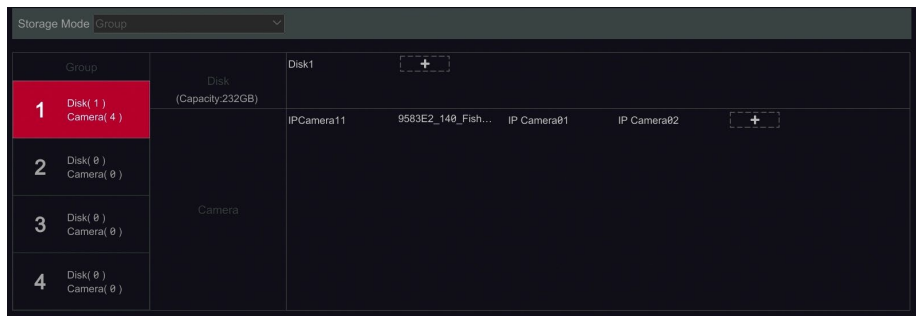 Storage Mode Group
Group
Disk
(Capacity:232GB)
Disk1 +
1 Disk( 1 )
Camera( 4 )
2 Disk( 0 )
Camera( 0 )
3 Disk( 0 )
Camera( 0 )
4 Disk( 0 )
Camera( 0 )
Camera
IPCamera11 9583E2_140_Fish... IP Camera01 IP Camera02 +